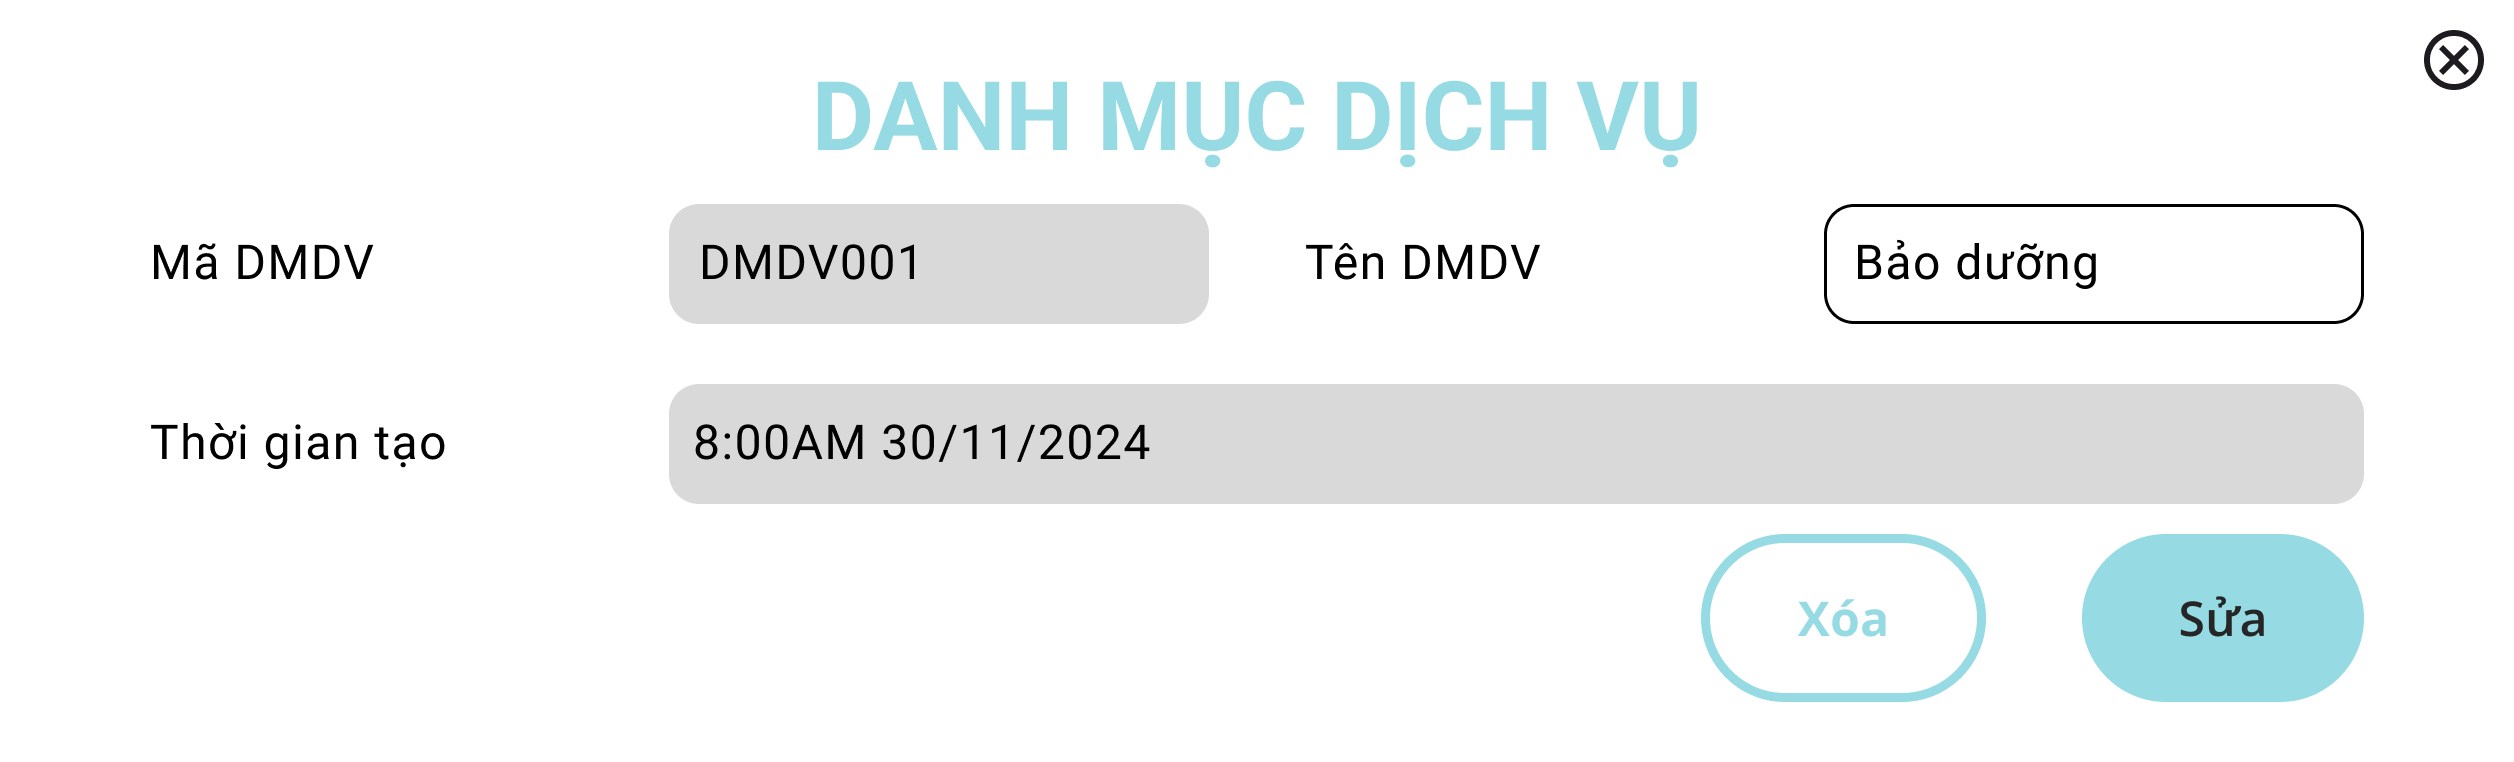 DANH MỤC DỊCH VỤ
Mã DMDV
DMDV001
Tên DMDV
Bảo dưỡng
Thời gian tạo
8:00AM 30/11/2024
Xóa
Sửa